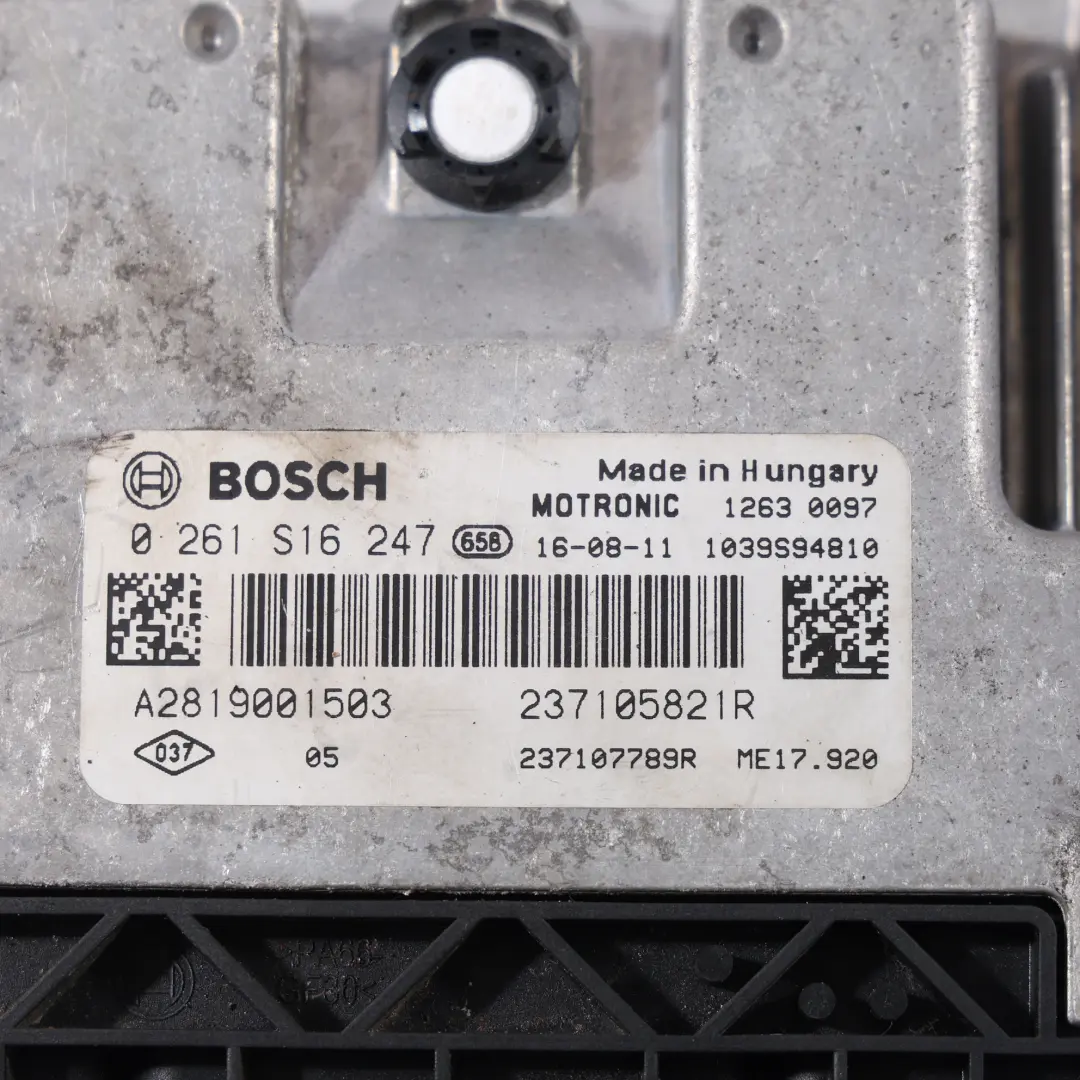 BOSCH Made in Hungary
MOTRONIC 1263 0097
0 261 S16 247 658 16-08-11 1039S94810
A2819001503 237105821R
037 05 237107789R ME17.920
GF30<